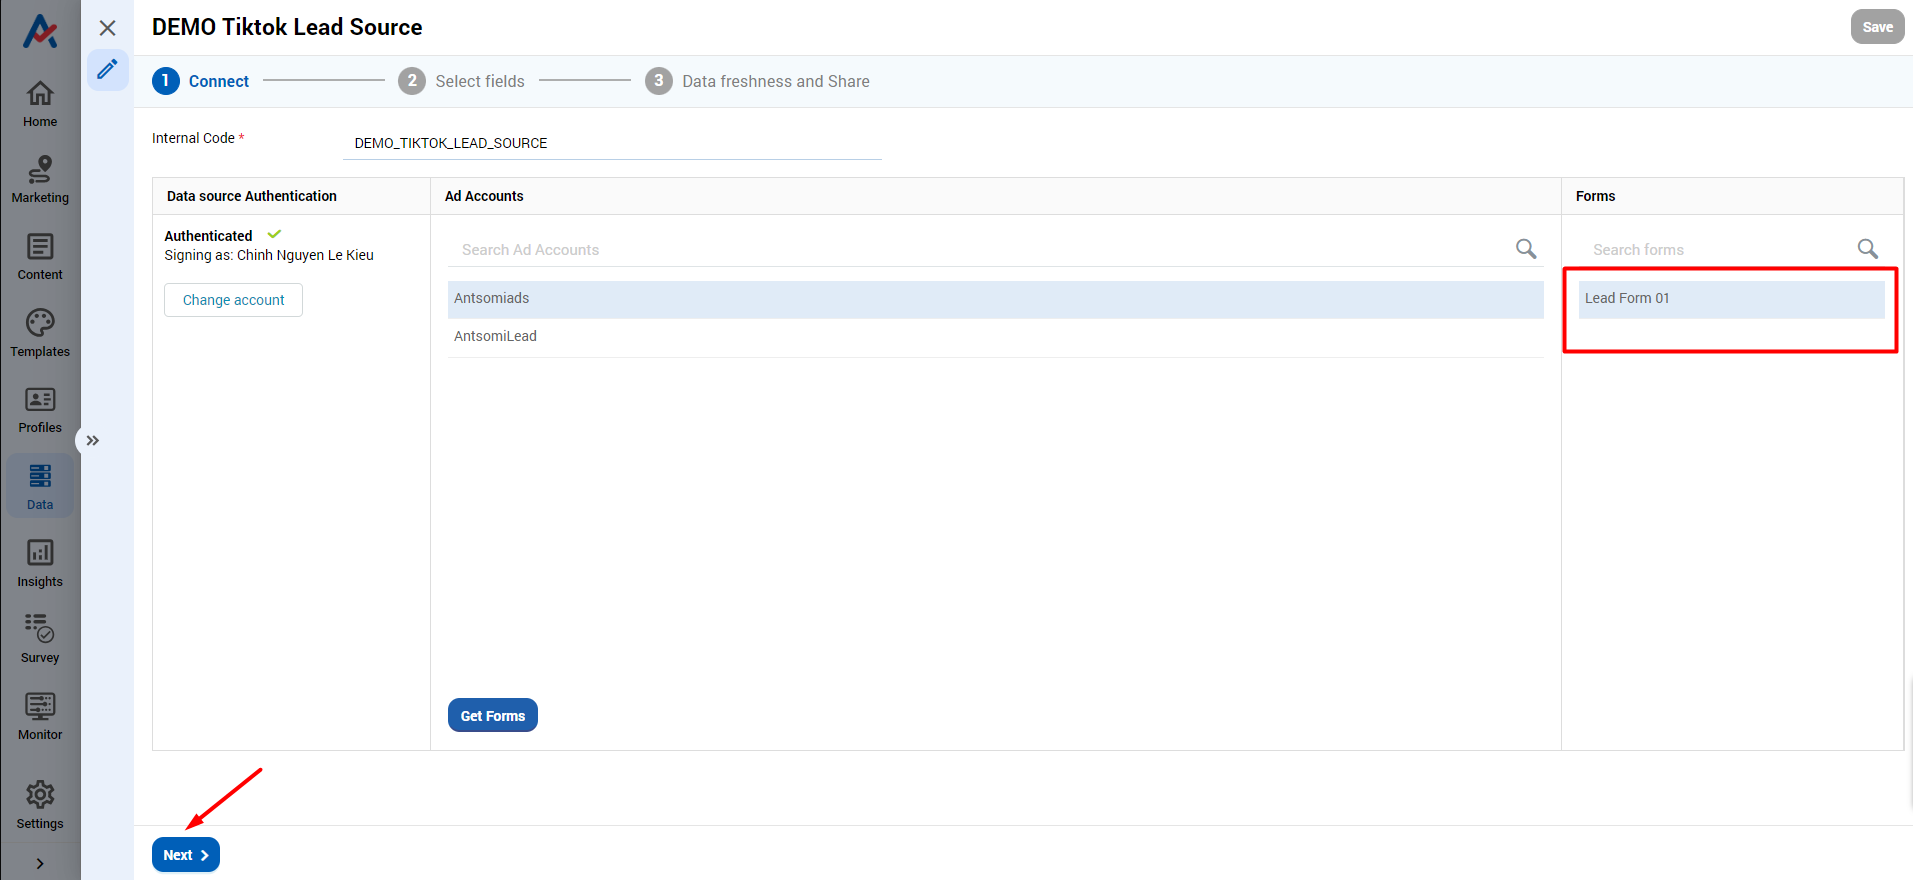 DEMO Tiktok Lead Source
Save
1 Connect
2 Select fields
3 Data freshness and Share
Home
Marketing
Content
Templates
Profiles
Data
Insights
Survey
Monitor
Settings
Internal Code *
DEMO_TIKTOK_LEAD_SOURCE
Data source Authentication
Authenticated
Signing as: Chinh Nguyen Le Kieu
Change account
Ad Accounts
Search Ad Accounts
Antsomiads
AntsomiLead
Get Forms
Forms
Search forms
Lead Form 01
Next